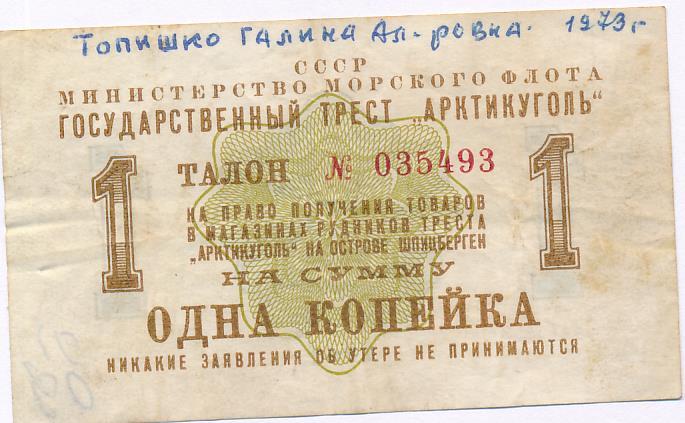 Топишко Галина Ал-ровна. 1973 г
СССР
МИНИСТЕРСТВО МОРСКОГО ФЛОТА
ГОСУДАРСТВЕННЫЙ ТРЕСТ „АРКТИКУГОЛЬ“
1 ТАЛОН № 035493 1
НА ПРАВО ПОЛУЧЕНИЯ ТОВАРОВ
В МАГАЗИНАХ РУДНИКОВ ТРЕСТА
„АРКТИКУГОЛЬ“ НА ОСТРОВЕ ШПИЦБЕРГЕН
НА СУММУ
ОДНА КОПЕЙКА
НИКАКИЕ ЗАЯВЛЕНИЯ ОБ УТЕРЕ НЕ ПРИНИМАЮТСЯ